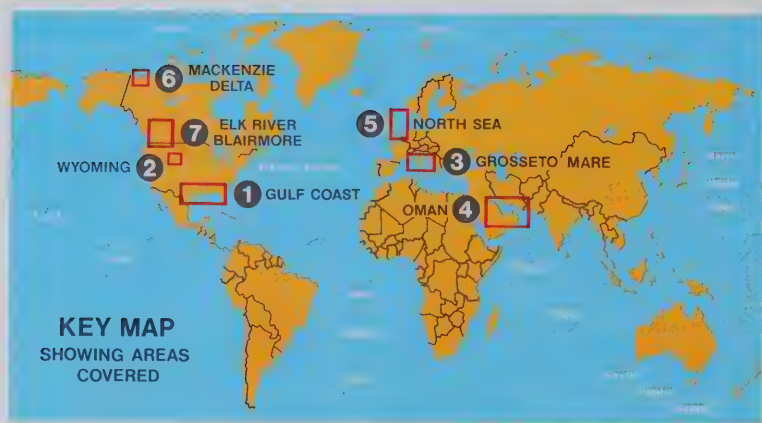 6 MACKENZIE
DELTA
7 ELK RIVER
BLAIRMORE
WYOMING 2
1 GULF COAST
5 NORTH SEA
3 GROSSETO MARE
OMAN 4
KEY MAP
SHOWING AREAS
COVERED